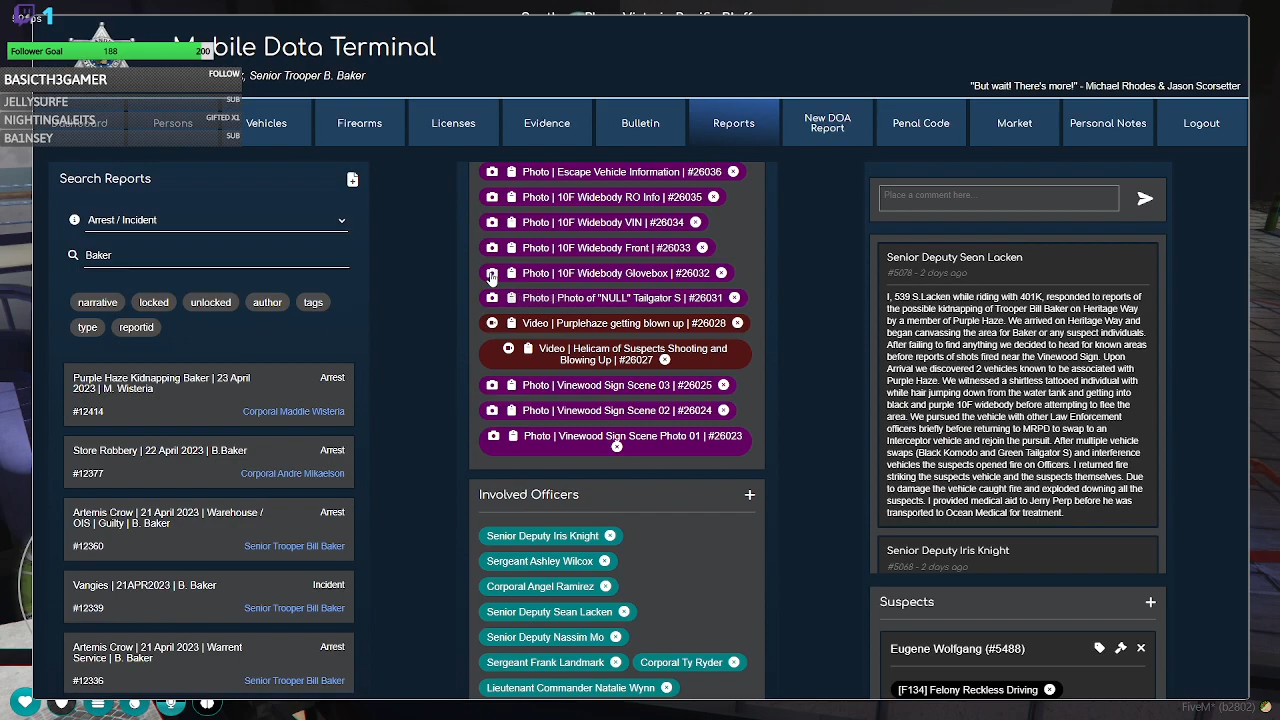 1
Mobile Data Terminal
, Senior Trooper B. Baker
"But wait! There's more!" - Michael Rhodes & Jason Scorsetter
Follower Goal 188 200
BASICTH3GAMER FOLLOW
JELLYSURFE SUB
NIGHTINGALEITS GIFTED X1
BA1NSEY SUB
Persons
Vehicles
Firearms
Licenses
Evidence
Bulletin
Reports
New DOA
Report
Penal Code
Market
Personal Notes
Logout
Search Reports
Arrest / Incident
Baker
narrative locked unlocked author tags
type reportid
Purple Haze Kidnapping Baker | 23 April Arrest
2023 | M. Wisteria
#12414 Corporal Maddie Wisteria
Store Robbery | 22 April 2023 | B.Baker Arrest
#12377 Corporal Andre Mikaelson
Artemis Crow | 21 April 2023 | Warehouse / Arrest
OIS | Guilty | B. Baker
#12360 Senior Trooper Bill Baker
Vangies | 21APR2023 | B. Baker Incident
#12339 Senior Trooper Bill Baker
Artemis Crow | 21 April 2023 | Warrent Arrest
Service | B. Baker
#12336 Senior Trooper Bill Baker
Photo | Escape Vehicle Information | #26036
Photo | 10F Widebody RO Info | #26035
Photo | 10F Widebody VIN | #26034
Photo | 10F Widebody Front | #26033
Photo | 10F Widebody Glovebox | #26032
Photo | Photo of "NULL" Tailgator S | #26031
Video | Purplehaze getting blown up | #26028
Video | Helicam of Suspects Shooting and
Blowing Up | #26027
Photo | Vinewood Sign Scene 03 | #26025
Photo | Vinewood Sign Scene 02 | #26024
Photo | Vinewood Sign Scene Photo 01 | #26023
Involved Officers
Senior Deputy Iris Knight
Sergeant Ashley Wilcox
Corporal Angel Ramirez
Senior Deputy Sean Lacken
Senior Deputy Nassim Mo
Sergeant Frank Landmark Corporal Ty Ryder
Lieutenant Commander Natalie Wynn
Place a comment here...
Senior Deputy Sean Lacken
#5078 - 2 days ago
I, 539 S.Lacken while riding with 401K, responded to reports of
the possible kidnapping of Trooper Bill Baker on Heritage Way
by a member of Purple Haze. We arrived on Heritage Way and
began canvassing the area for Baker or any suspect individuals.
After failing to find anything we decided to head for known areas
before reports of shots fired near the Vinewood Sign. Upon
Arrival we discovered 2 vehicles known to be associated with
Purple Haze. We witnessed a shirtless tattooed individual with
white hair jumping down from the water tank and getting into
black and purple 10F widebody before attempting to flee the
area. We pursued the vehicle with other Law Enforcement
officers briefly before returning to MRPD to swap to an
Interceptor vehicle and rejoin the pursuit. After multiple vehicle
swaps (Black Komodo and Green Tailgator S) and interference
vehicles the suspects opened fire on Officers. I returned fire
striking the suspects vehicle and the suspects themselves. Due
to damage the vehicle caught fire and exploded downing all the
suspects. I provided medical aid to Jerry Perp before he was
transported to Ocean Medical for treatment.
Senior Deputy Iris Knight
#5068 - 2 days ago
Suspects
Eugene Wolfgang (#5488)
[F134] Felony Reckless Driving
FiveM* (b2802)